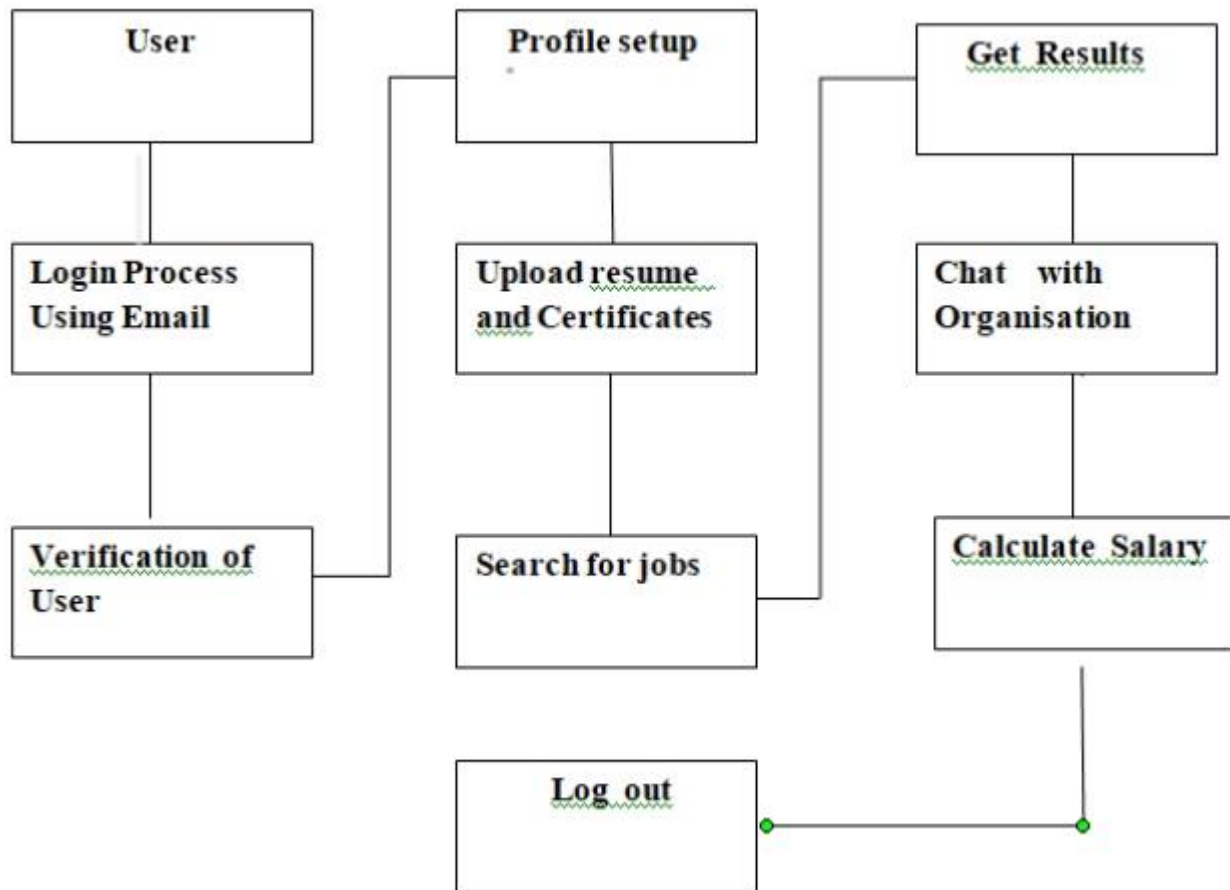 User
Login Process
Using Email
Verification of
User
Profile setup
Upload resume
and Certificates
Search for jobs
Get Results
Chat with
Organisation
Calculate Salary
Log out